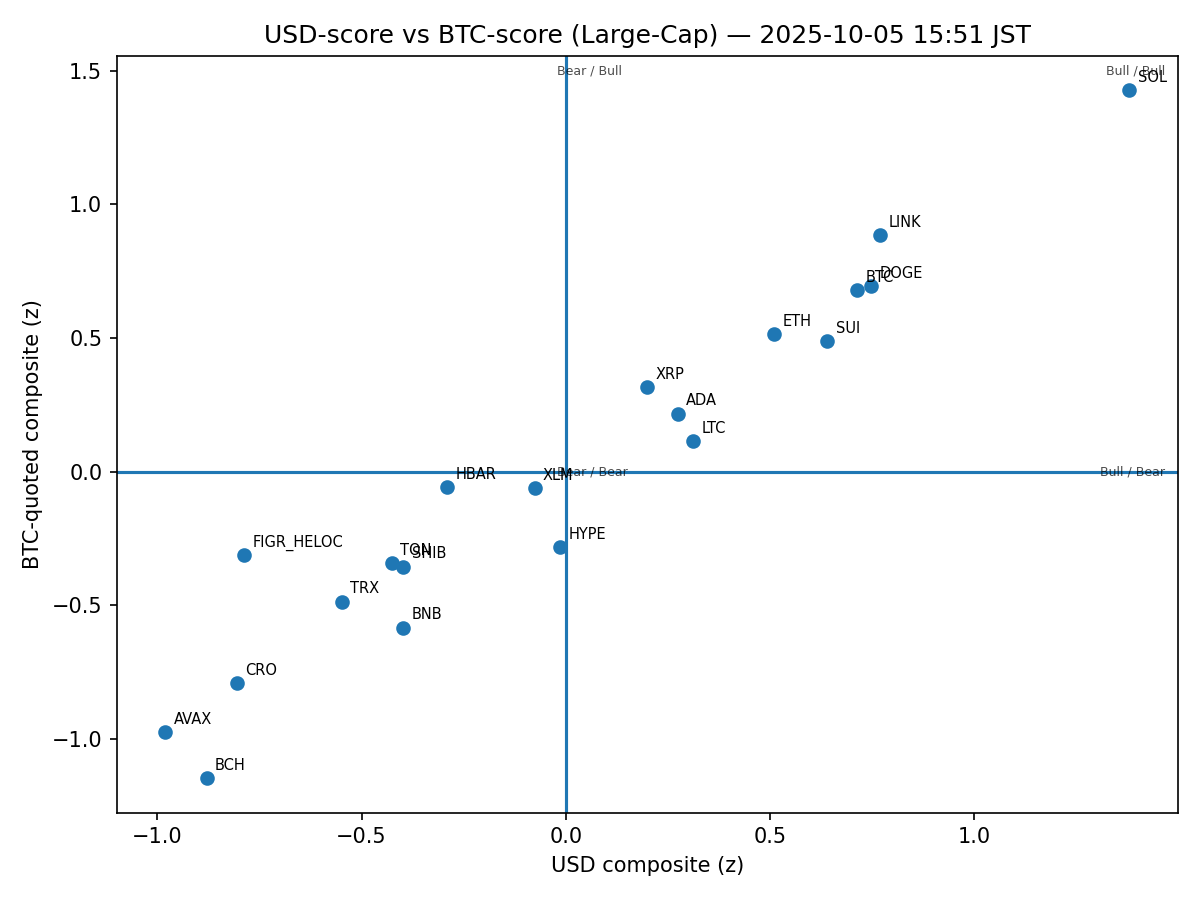 USD-score vs BTC-score (Large-Cap) — 2025-10-05 15:51 JST
Bear / Bull
Bull / Bull
SOL
LINK
DOGE
BTC
ETH
SUI
XRP
ADA
LTC
HBAR
XLM
Bear / Bear
Bull / Bear
HYPE
FIGR_HELOC
TON
SHIB
TRX
BNB
CRO
AVAX
BCH
1.5
1.0
0.5
0.0
−0.5
−1.0
−1.0
−0.5
0.0
0.5
1.0
USD composite (z)
BTC-quoted composite (z)